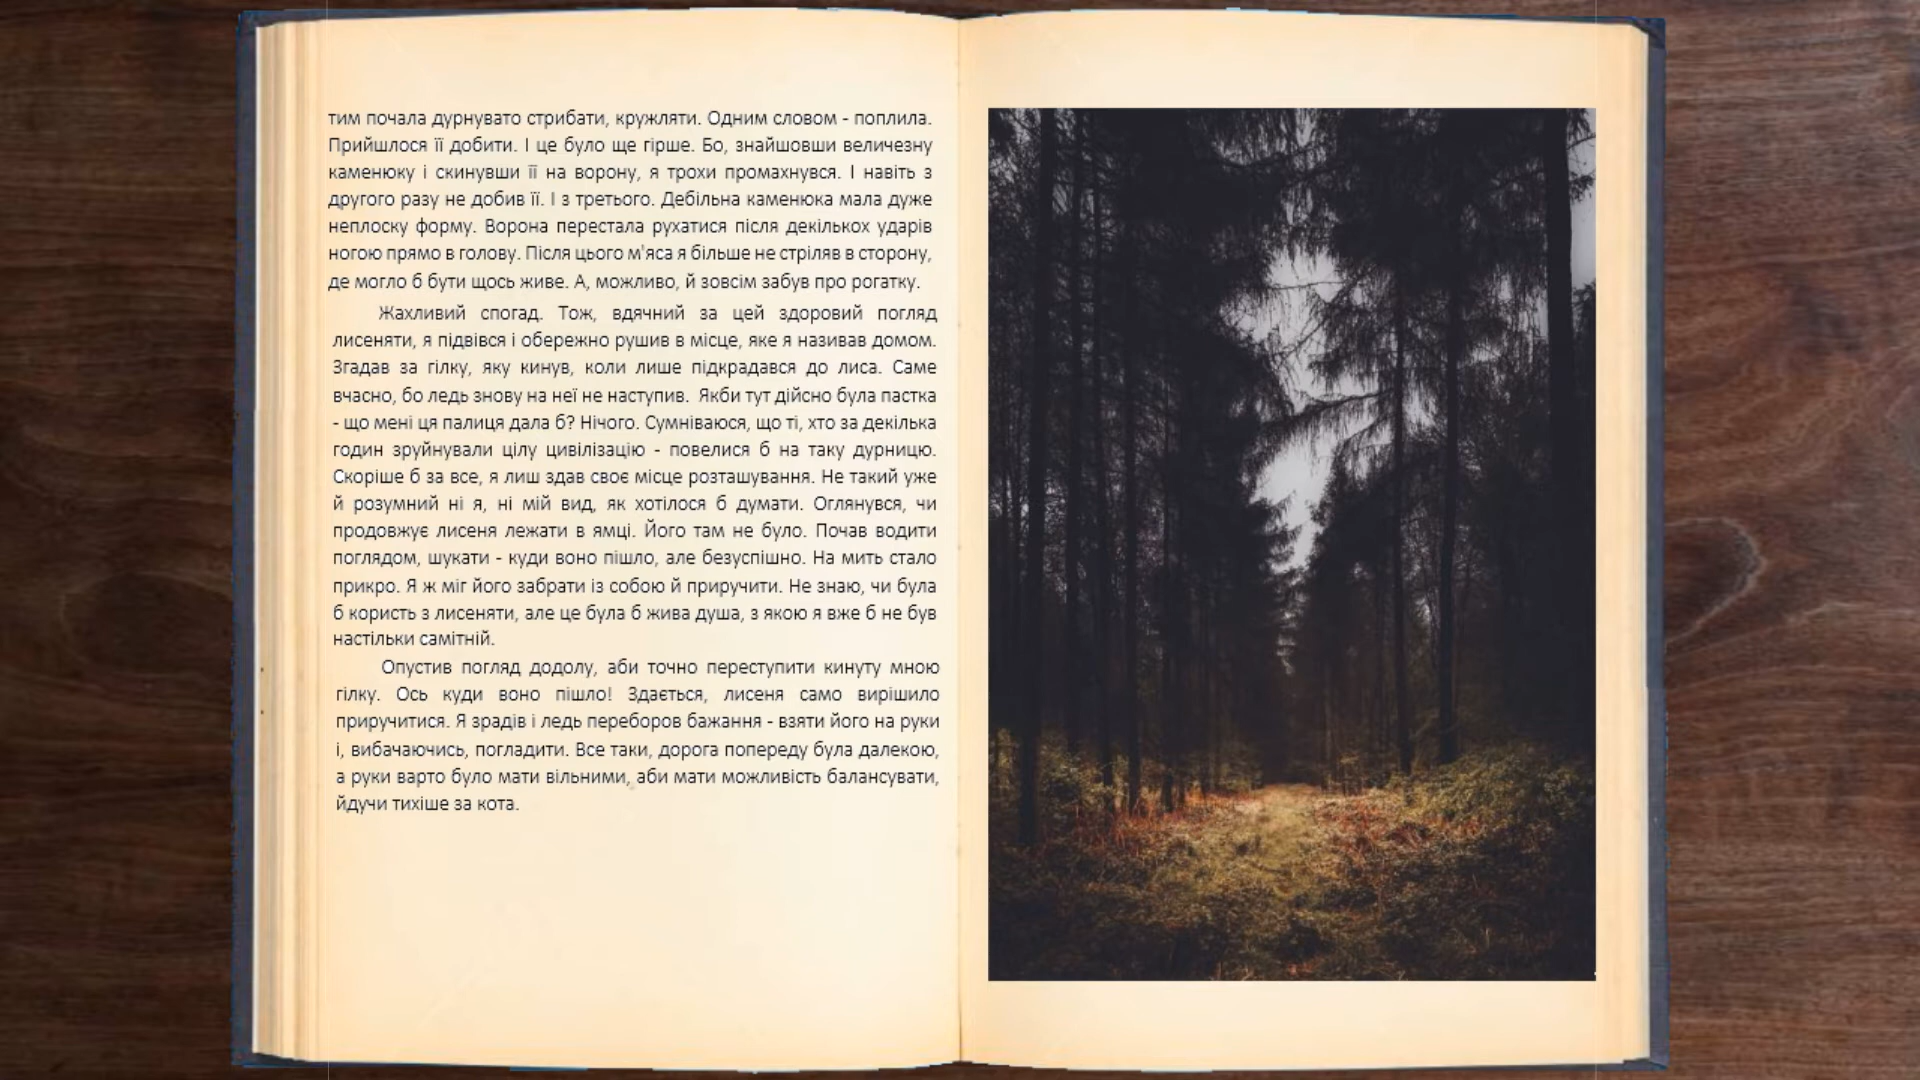 тим почала дурнувато стрибати, кружляти. Одним словом - поплила.
Прийшлося її добити. І це було ще гірше. Бо, знайшовши величезну
каменюку і скинувши її на ворону, я трохи промахнувся. І навіть з
другого разу не добив її. І з третього. Дебільна каменюка мала дуже
неплоску форму. Ворона перестала рухатися після декількох ударів
ногою прямо в голову. Після цього м'яса я більше не стріляв в сторону,
де могло б бути щось живе. А, можливо, й зовсім забув про рогатку.
Жахливий спогад. Тож, вдячний за цей здоровий погляд
лисеняти, я підвівся і обережно рушив в місце, яке я називав домом.
Згадав за гілку, яку кинув, коли лише підкрадався до лиса. Саме
вчасно, бо ледь знову на неї не наступив. Якби тут дійсно була пастка
- що мені ця палиця дала б? Нічого. Сумніваюся, що ті, хто за декілька
годин зруйнували цілу цивілізацію - повелися б на таку дурницю.
Скоріше б за все, я лиш здав своє місце розташування. Не такий уже
й розумний ні я, ні мій вид, як хотілося б думати. Оглянувся, чи
продовжує лисеня лежати в ямці. Його там не було. Почав водити
поглядом, шукати - куди воно пішло, але безуспішно. На мить стало
прикро. Я ж міг його забрати із собою й приручити. Не знаю, чи була
б користь з лисеняти, але це була б жива душа, з якою я вже б не був
настільки самітній.
Опустив погляд додолу, аби точно переступити кинуту мною
гілку. Ось куди воно пішло! Здається, лисеня само вирішило
приручитися. Я зрадів і ледь переборов бажання - взяти його на руки
і, вибачаючись, погладити. Все таки, дорога попереду була далекою,
а руки варто було мати вільними, аби мати можливість балансувати,
йдучи тихіше за кота.